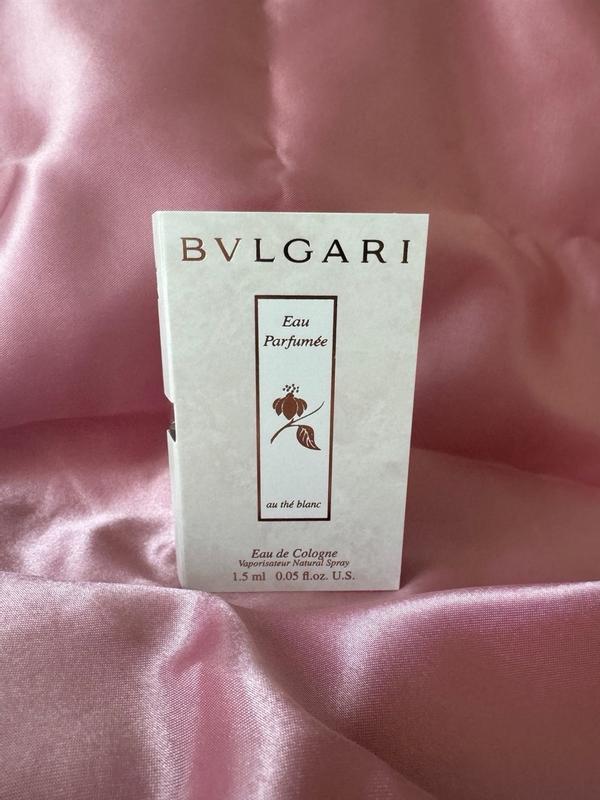 BVLGARI
Eau
Parfumée
au thé blanc
Eau de Cologne
Vaporisateur Natural Spray
1.5 ml 0.05 fl.oz. U.S.